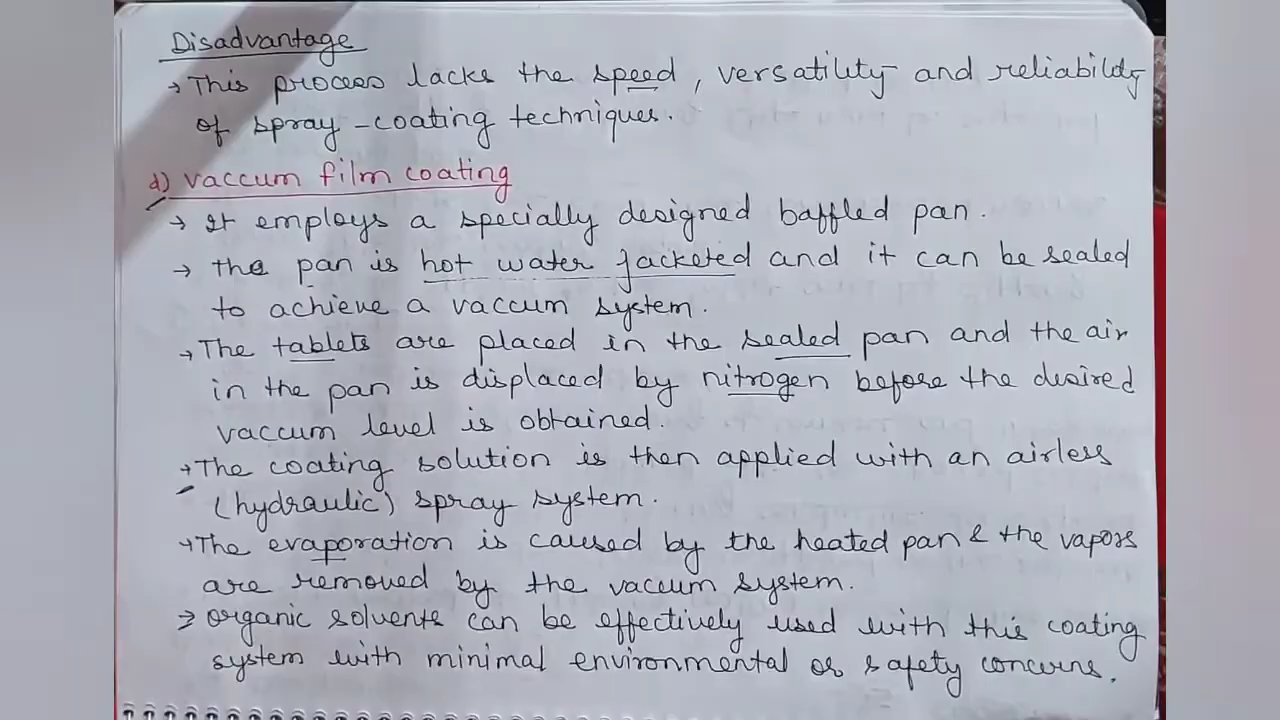 Disadvantage
→ This process lacks the speed, versatility and reliability
of spray-coating techniques.
d) vaccum film coating
→ It employs a specially designed baffled pan.
→ the pan is hot water jacketed and it can be sealed
to achieve a vaccum system.
→ The tablets are placed in the sealed pan and the air
in the pan is displaced by nitrogen before the desired
vaccum level is obtained.
→ The coating solution is then applied with an airless
(hydraulic) spray system.
→ The evaporation is caused by the heated pan & the vapors
are removed by the vaccum system.
→ organic solvents can be effectively used with this coating
system with minimal environmental or safety concerns.